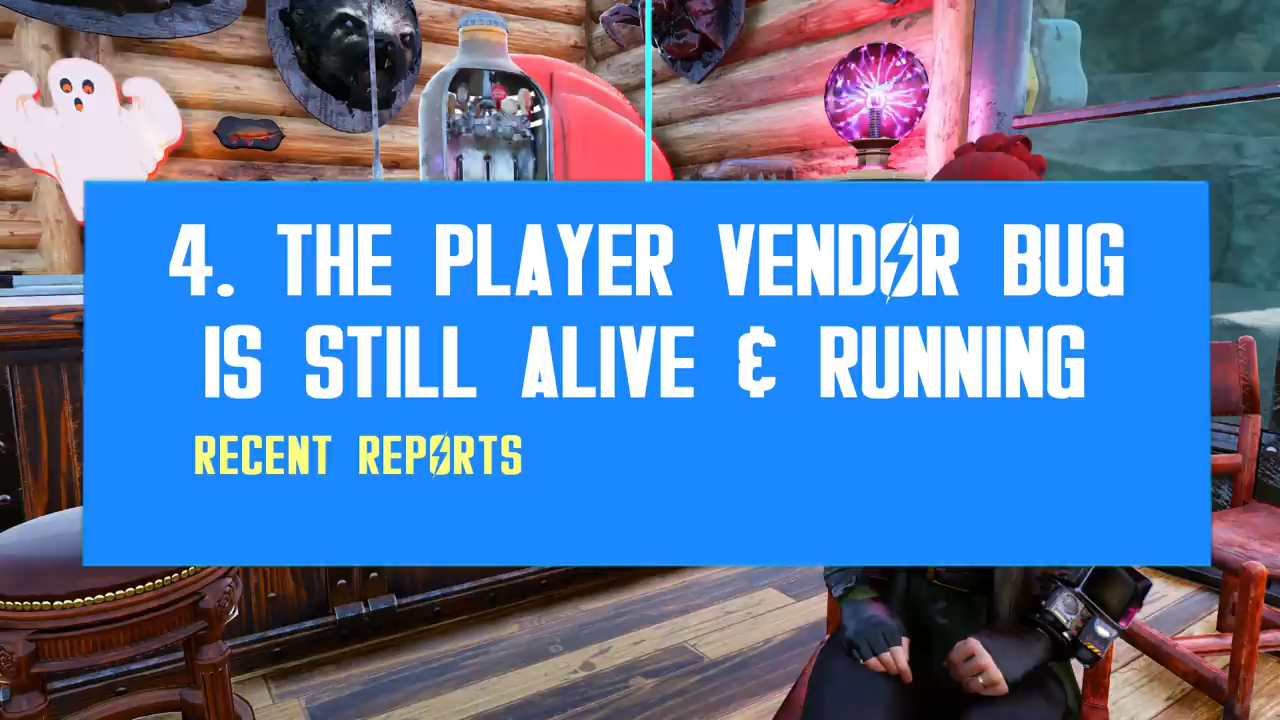 4. THE PLAYER VENDOR BUG
IS STILL ALIVE & RUNNING
RECENT REPORTS